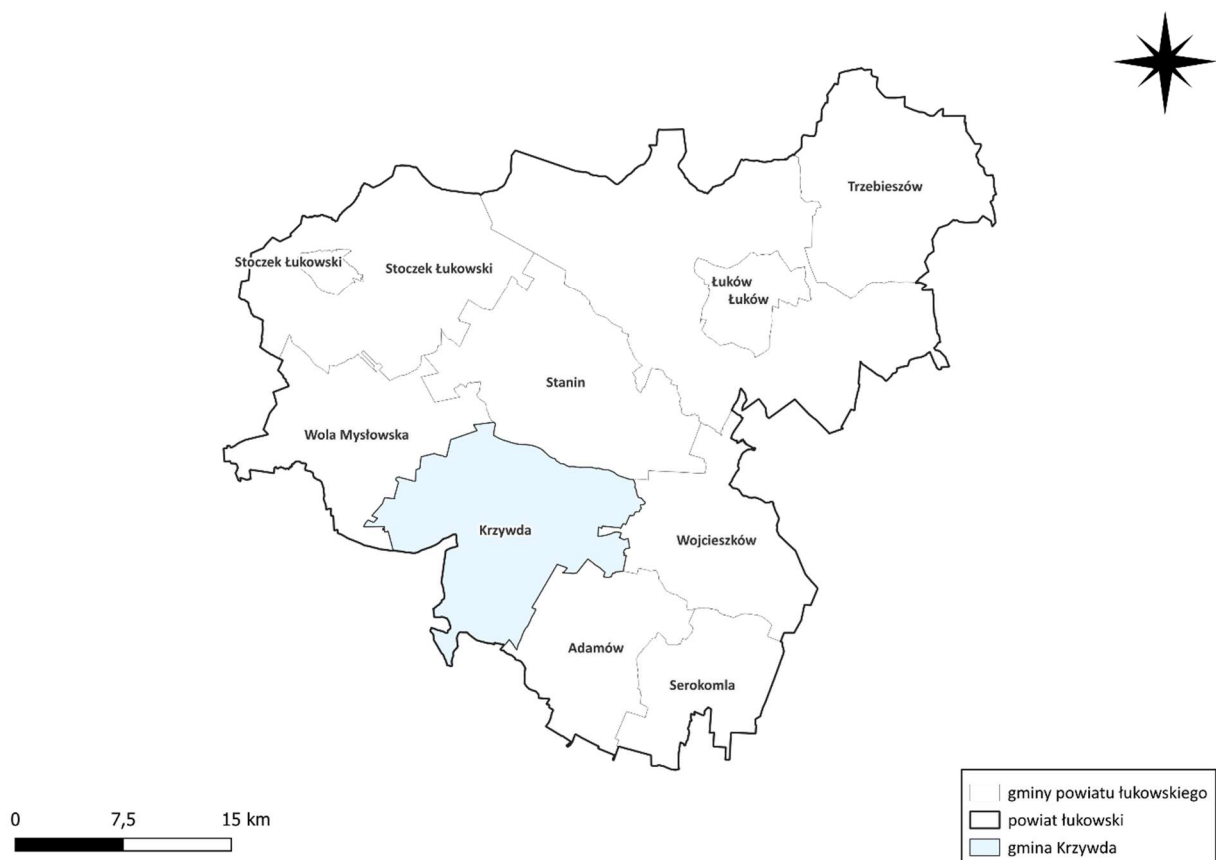 Trzebieszów
Stoczek Łukowski
Stoczek Łukowski
Łuków
Łuków
Stanin
Wola Mysłowska
Krzywda
Wojcieszków
Adamów
Serokomla
0 7,5 15 km
gminy powiatu łukowskiego
powiat łukowski
gmina Krzywda